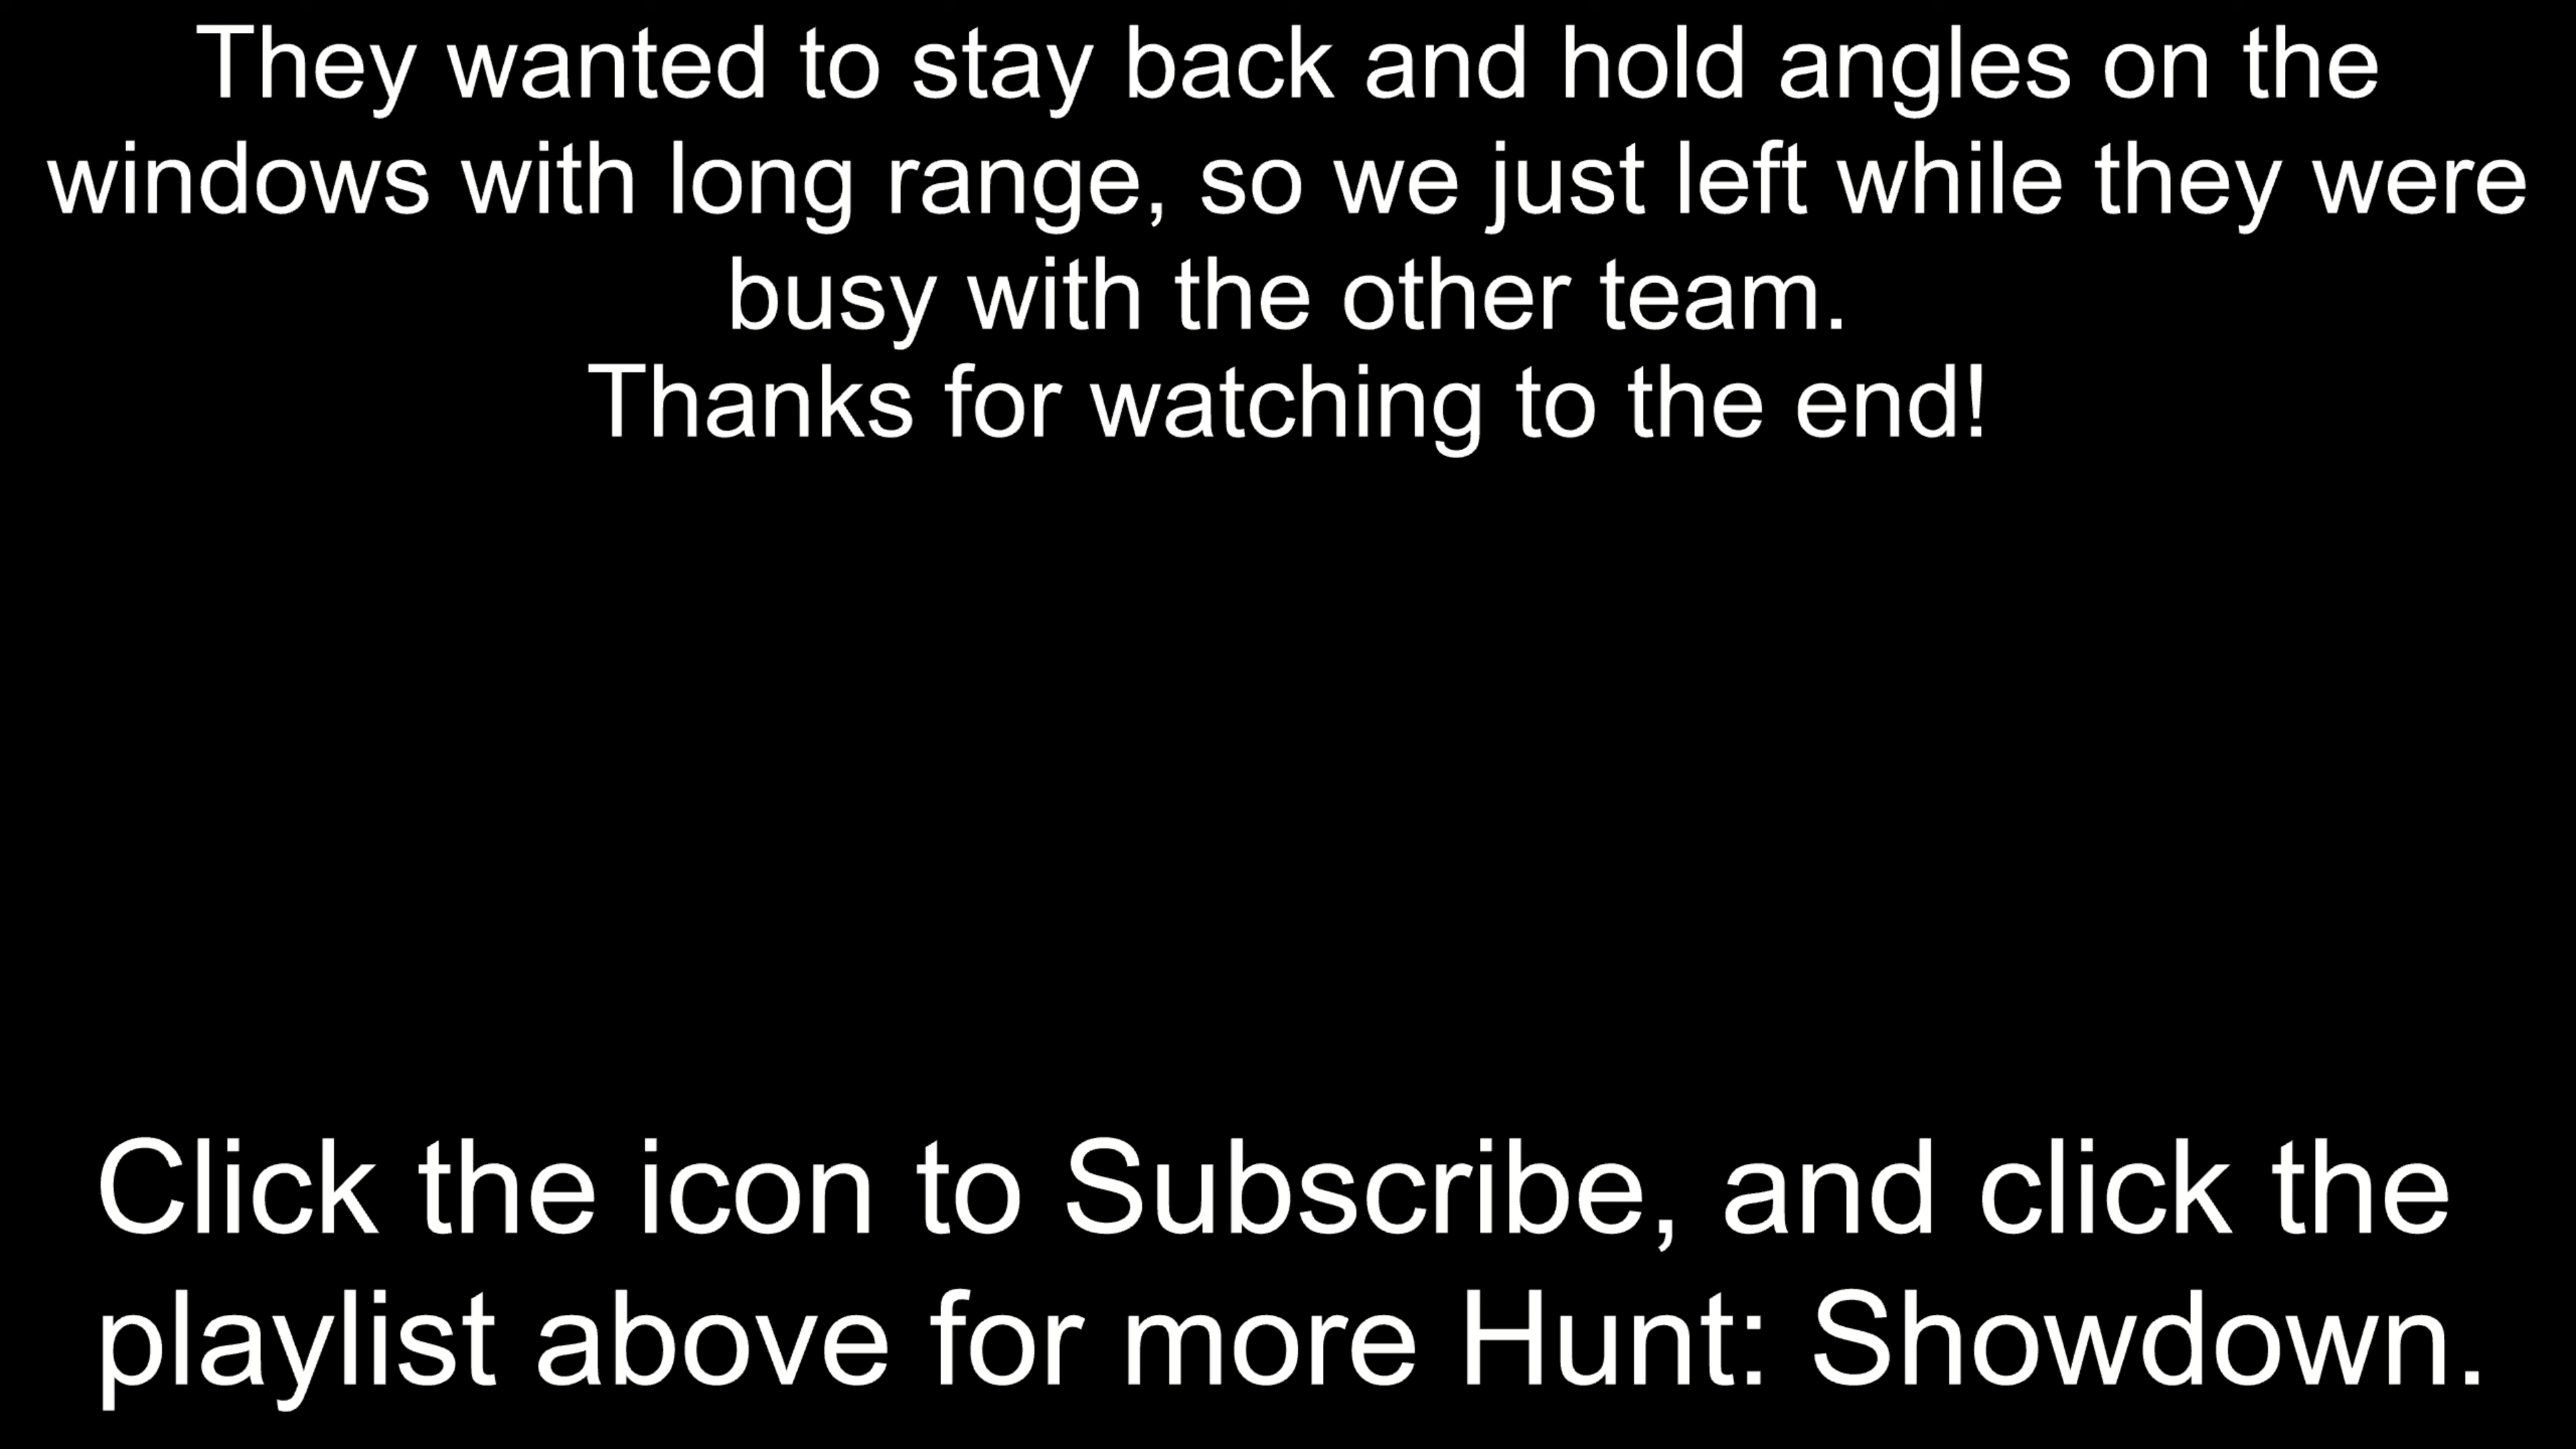 They wanted to stay back and hold angles on the
windows with long range, so we just left while they were
busy with the other team.
Thanks for watching to the end!
Click the icon to Subscribe, and click the
playlist above for more Hunt: Showdown.